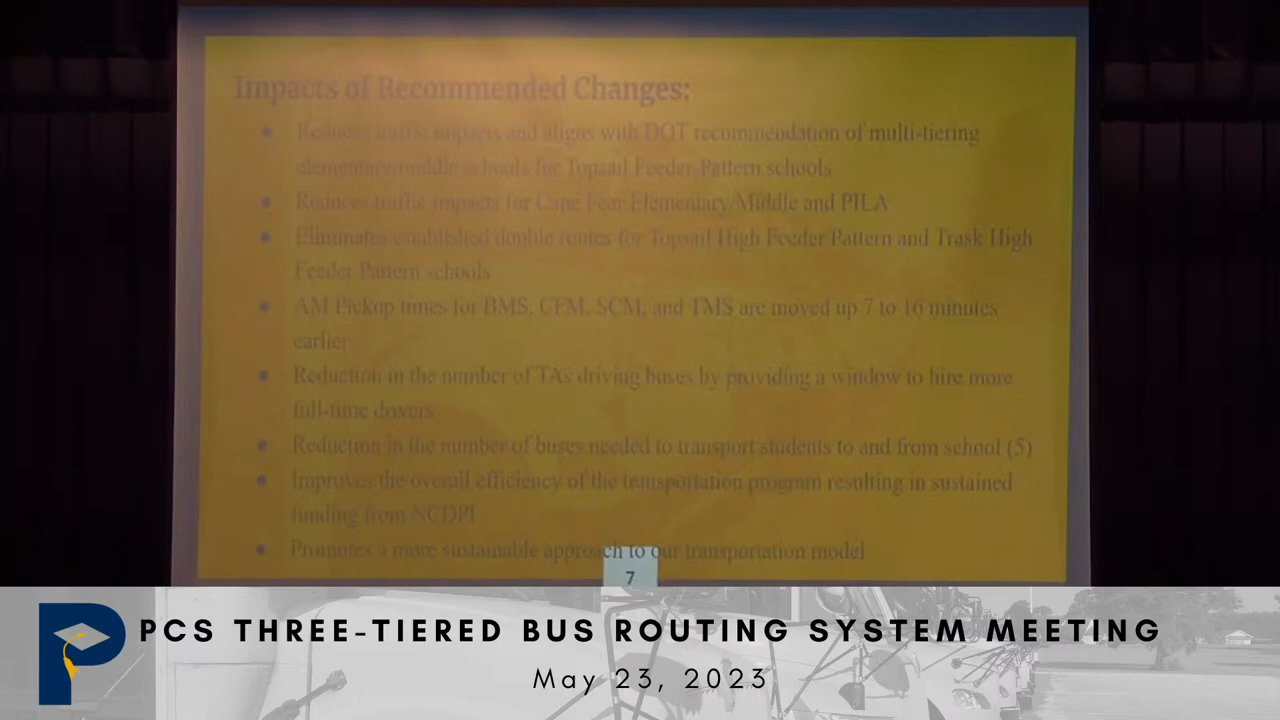 Impacts of Recommended Changes:
● Reduces traffic impacts and aligns with DOT recommendation of multi-tiering
elementary/middle schools for Topsail Feeder Pattern schools
● Reduces traffic impacts for Cape Fear Elementary/Middle and PILA
● Eliminates established double routes for Topsail High Feeder Pattern and Trask High
Feeder Pattern schools
● AM Pickup times for BMS, CFM, SCM, and TMS are moved up 7 to 16 minutes
earlier
● Reduction in the number of TAs driving buses by providing a window to hire more
full-time drivers
● Reduction in the number of buses needed to transport students to and from school (5)
● Improves the overall efficiency of the transportation program resulting in sustained
funding from NCDPI
● Promotes a more sustainable approach to our transportation model
7
P
PCS THREE-TIERED BUS ROUTING SYSTEM MEETING
May 23, 2023